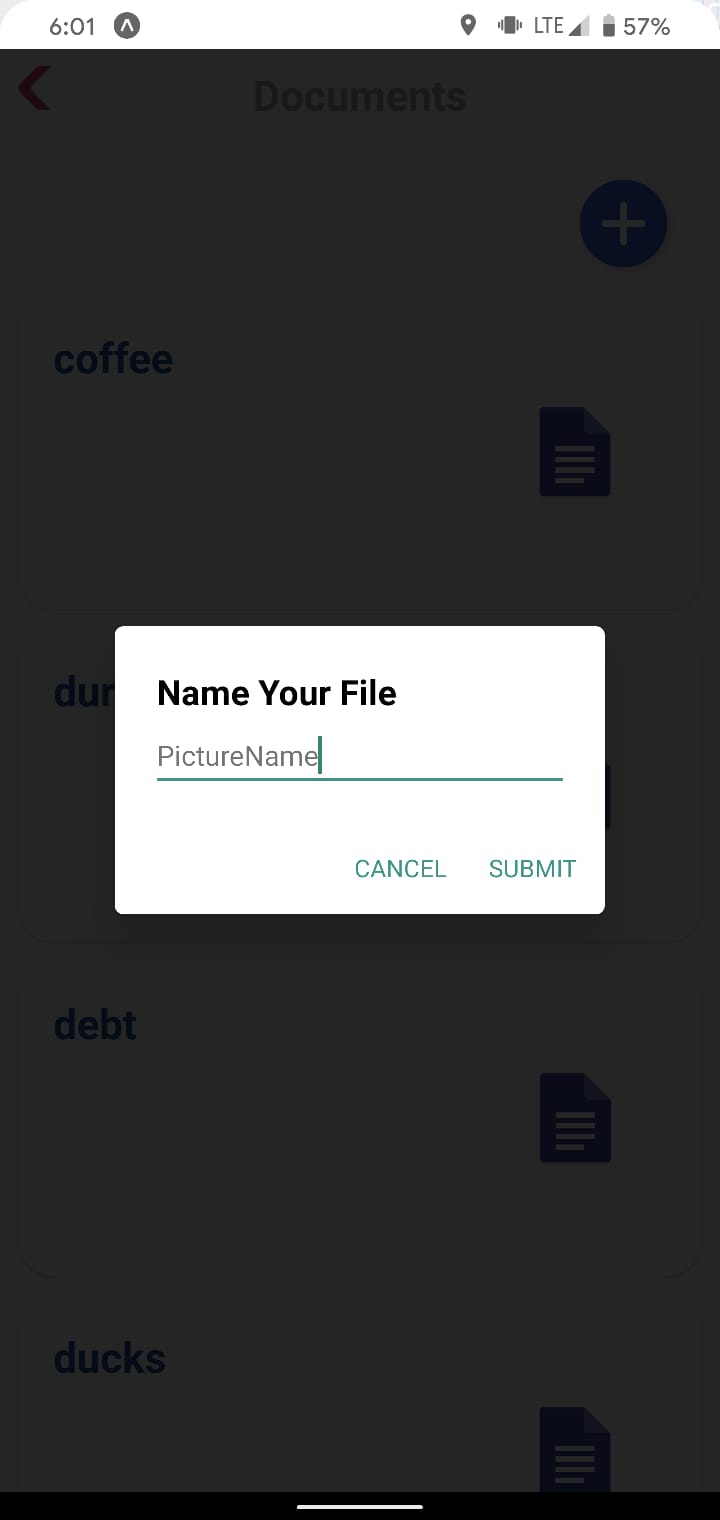 6:01 LTE 57%
Documents
coffee
Name Your File
PictureName
CANCEL SUBMIT
debt
ducks